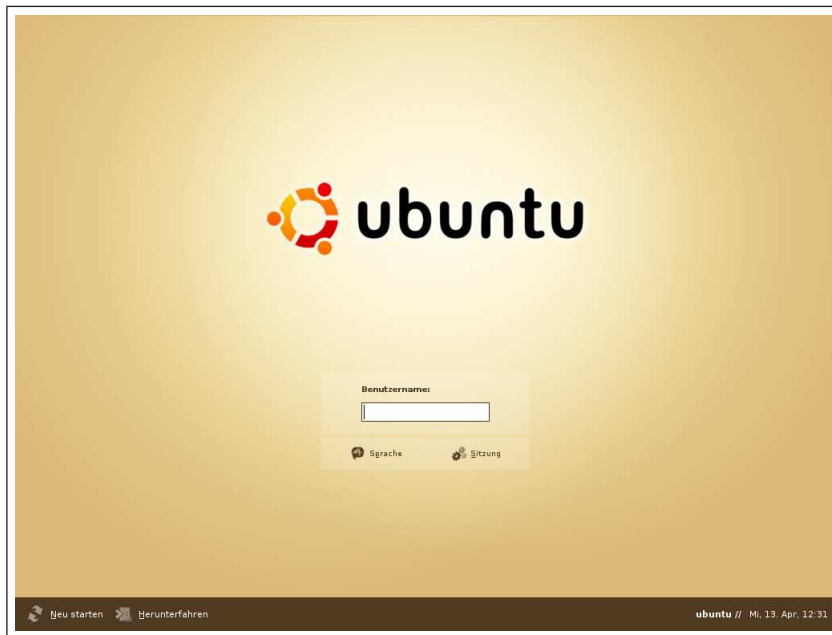 ubuntu
Benutzername:
Sprache Sitzung
Neu starten Herunterfahren ubuntu // Mi, 13. Apr, 12:31